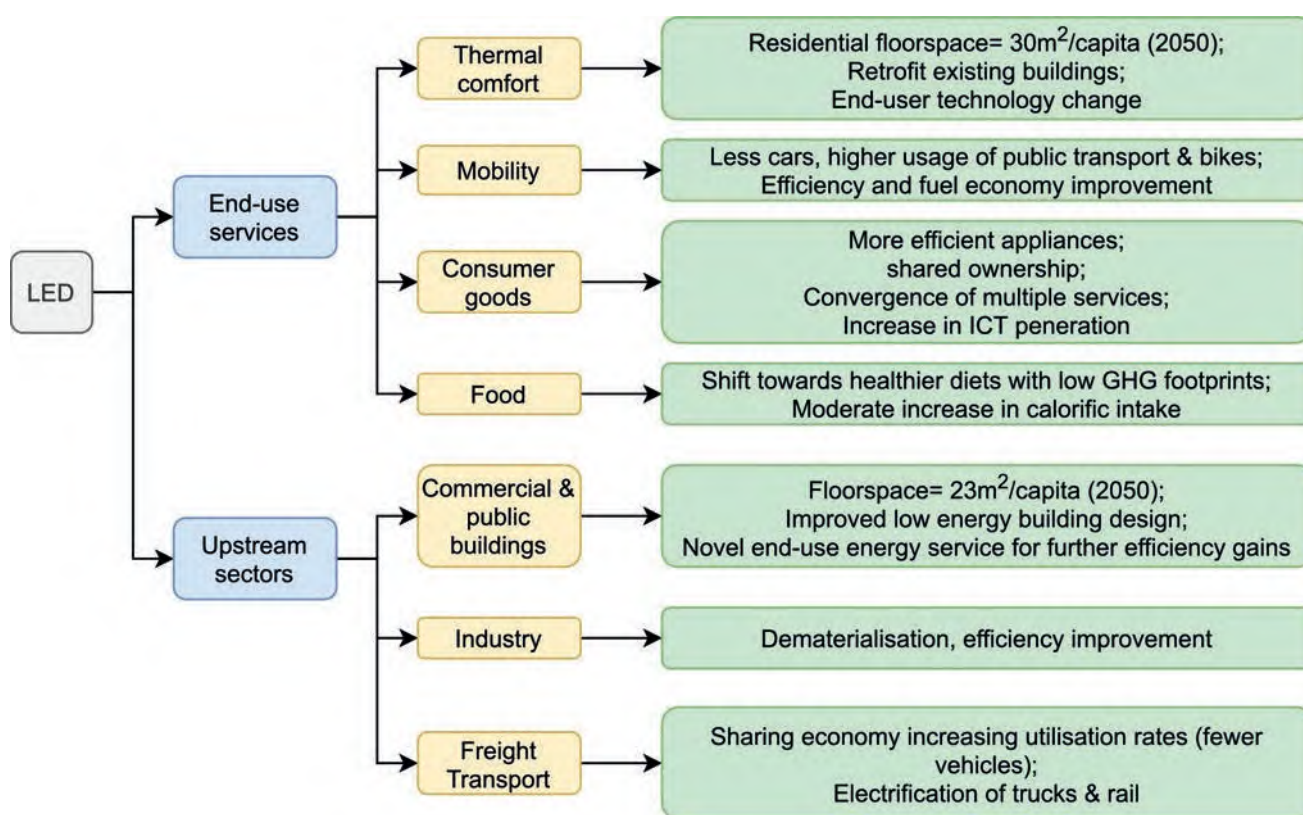 LED
End-use
services
Thermal
comfort
Residential floorspace= 30m²/capita (2050);
Retrofit existing buildings;
End-user technology change
Mobility
Less cars, higher usage of public transport & bikes;
Efficiency and fuel economy improvement
Consumer
goods
More efficient appliances;
shared ownership;
Convergence of multiple services;
Increase in ICT peneration
Food
Shift towards healthier diets with low GHG footprints;
Moderate increase in calorific intake
Upstream
sectors
Commercial &
public
buildings
Floorspace= 23m²/capita (2050);
Improved low energy building design;
Novel end-use energy service for further efficiency gains
Industry
Dematerialisation, efficiency improvement
Freight
Transport
Sharing economy increasing utilisation rates (fewer
vehicles);
Electrification of trucks & rail